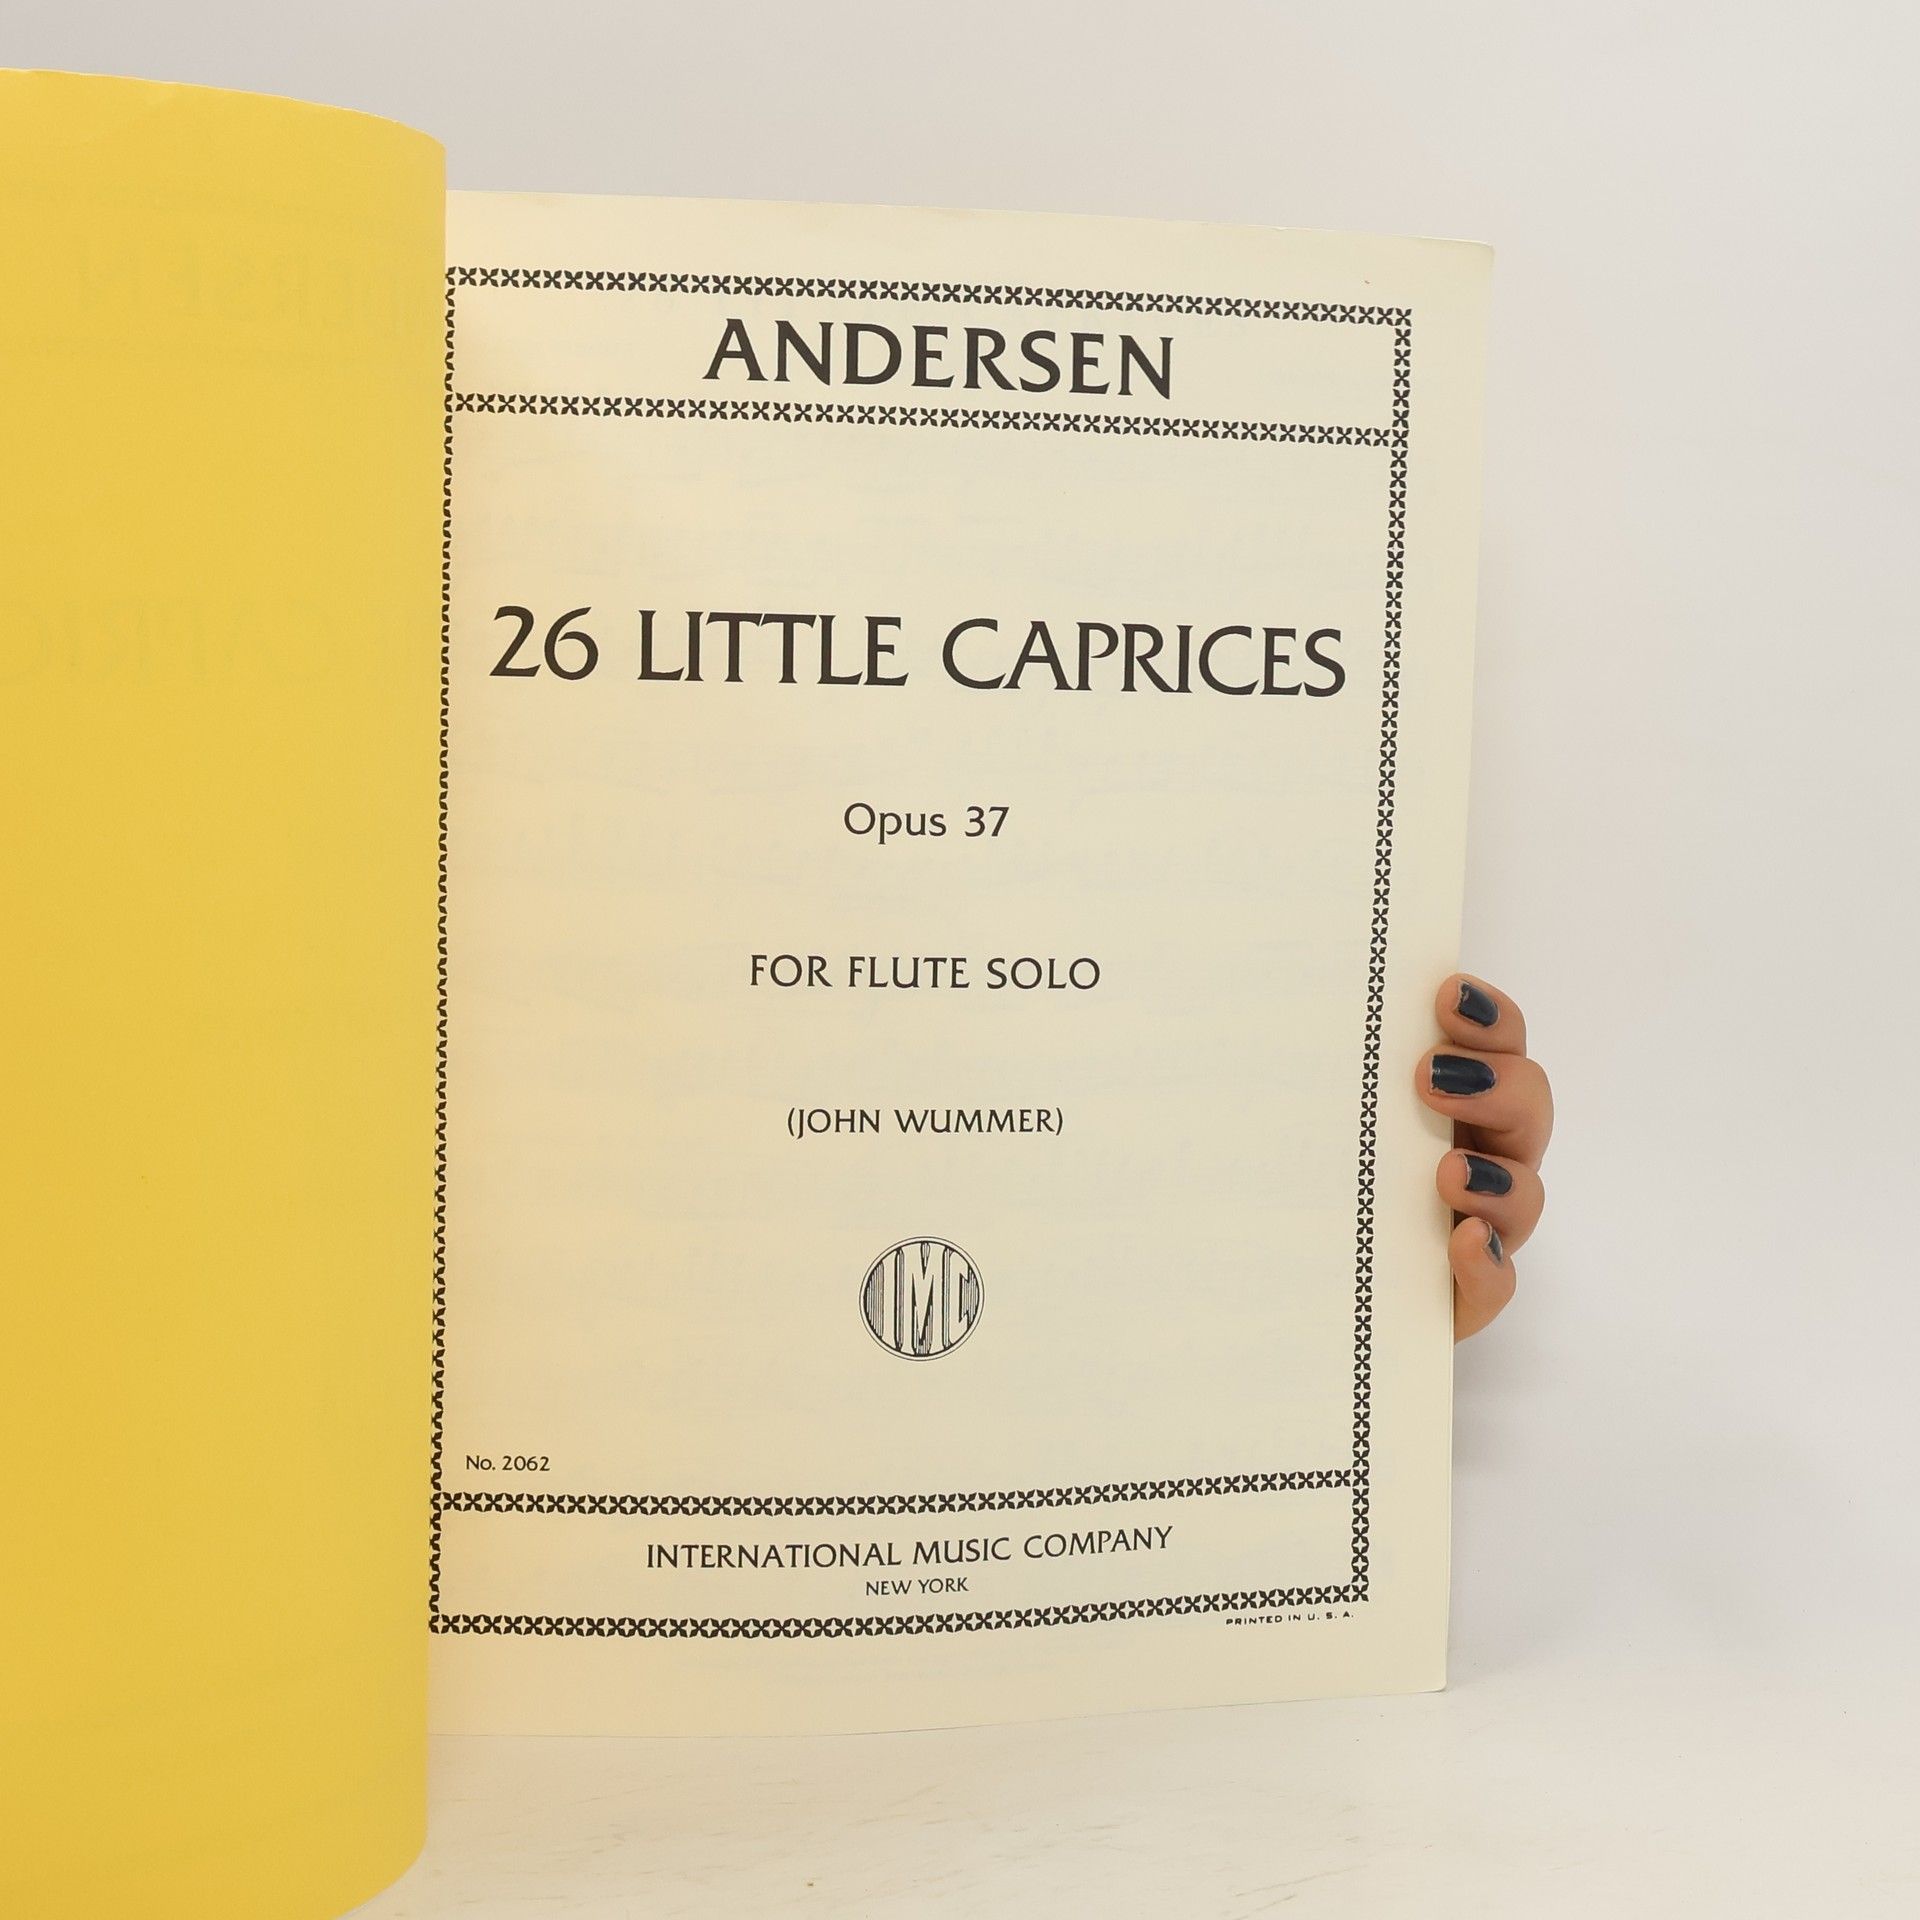 ANDERSEN
26 LITTLE CAPRICES
Opus 37
FOR FLUTE SOLO
(JOHN WUMMER)
IMC
No. 2062
INTERNATIONAL MUSIC COMPANY
NEW YORK
PRINTED IN U. S. A.